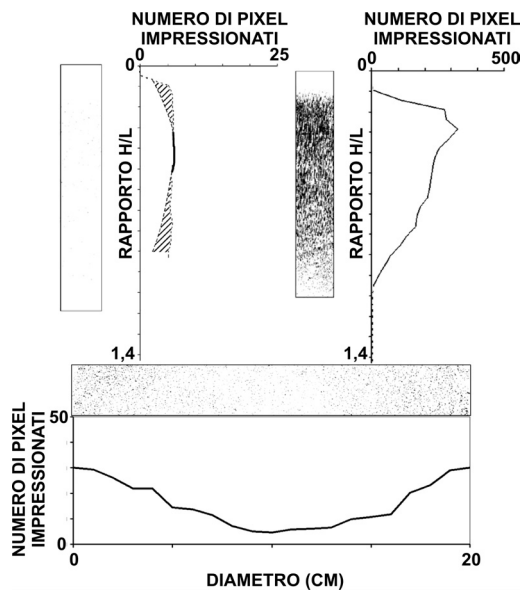 NUMERO DI PIXEL
IMPRESSIONATI
0 25
0
RAPPORTO H/L
1,4
NUMERO DI PIXEL
IMPRESSIONATI
0 500
0
RAPPORTO H/L
1,4
NUMERO DI PIXEL
IMPRESSIONATI
50
0
0 20
DIAMETRO (CM)